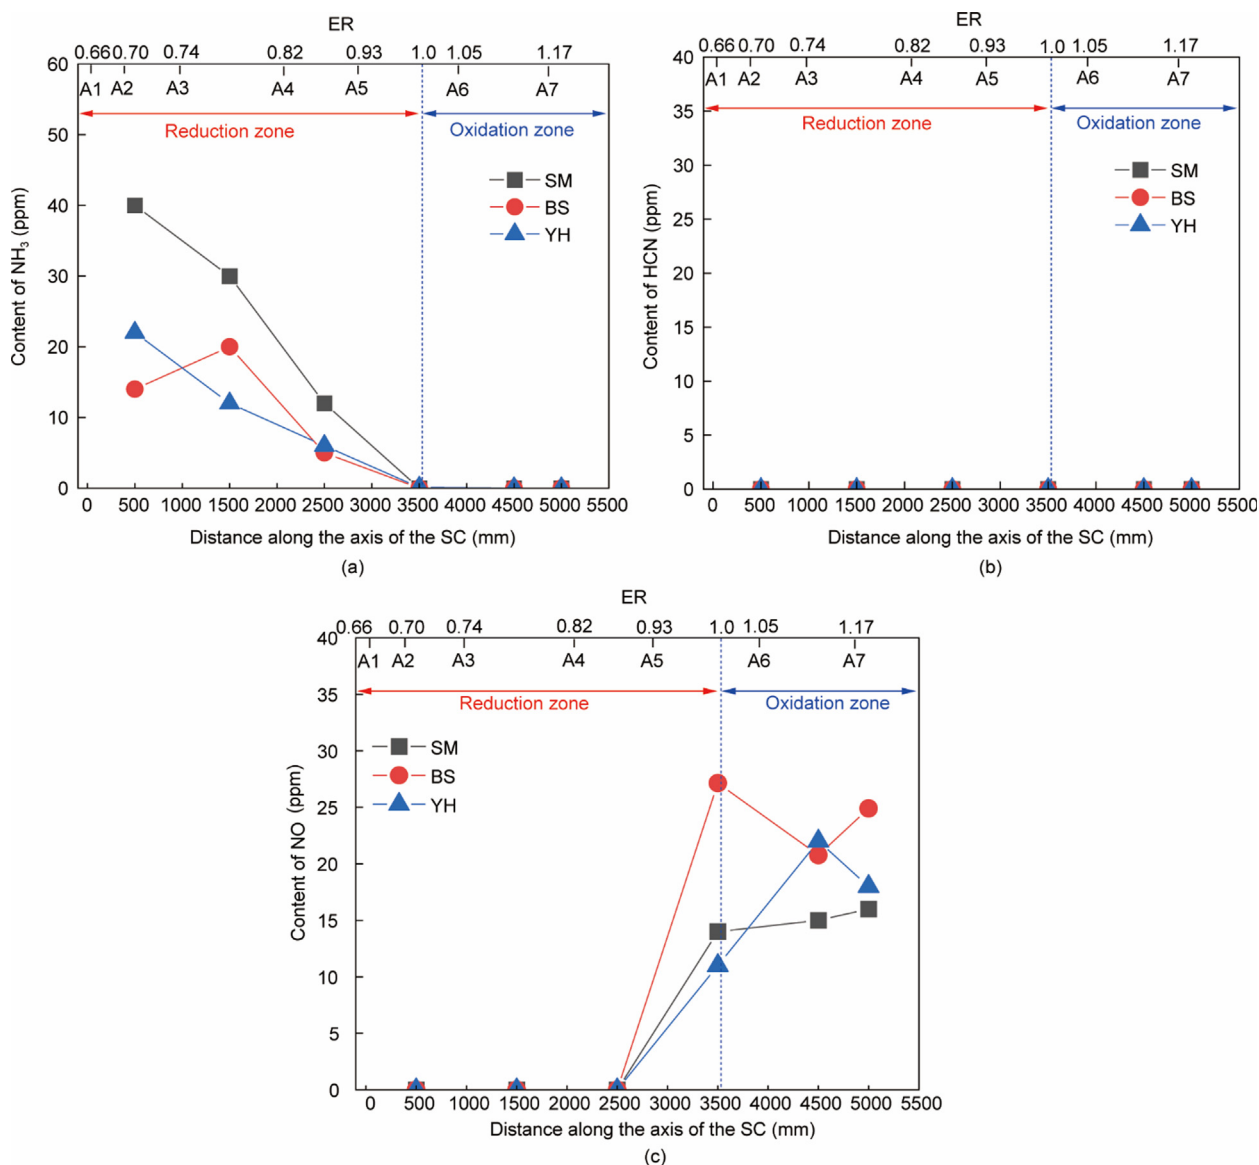 ER
0.66 0.70 0.74 0.82 0.93 1.0 1.05 1.17
60
A1 A2 A3 A4 A5 A6 A7
Reduction zone
Oxidation zone
50
40
30
20
10
0
SM
BS
YH
Content of NH3 (ppm)
0 500 1000 1500 2000 2500 3000 3500 4000 4500 5000 5500
Distance along the axis of the SC (mm)
(a)
ER
0.66 0.70 0.74 0.82 0.93 1.0 1.05 1.17
40
A1 A2 A3 A4 A5 A6 A7
35
Reduction zone
Oxidation zone
30
25
20
15
10
5
0
SM
BS
YH
Content of HCN (ppm)
0 500 1000 1500 2000 2500 3000 3500 4000 4500 5000 5500
Distance along the axis of the SC (mm)
(b)
ER
0.66 0.70 0.74 0.82 0.93 1.0 1.05 1.17
40
A1 A2 A3 A4 A5 A6 A7
35
Reduction zone
Oxidation zone
30
25
20
15
10
5
0
SM
BS
YH
Content of NO (ppm)
0 500 1000 1500 2000 2500 3000 3500 4000 4500 5000 5500
Distance along the axis of the SC (mm)
(c)